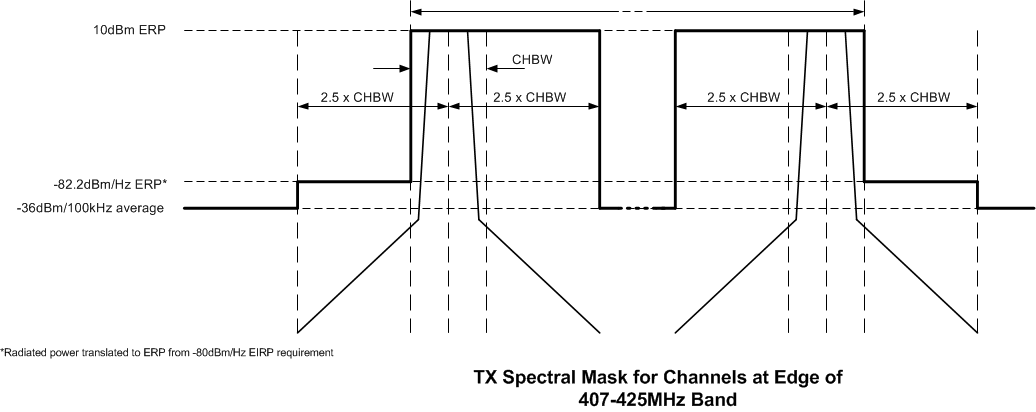 10dBm ERP
CHBW
2.5 x CHBW
2.5 x CHBW
2.5 x CHBW
2.5 x CHBW
-82.2dBm/Hz ERP*
-36dBm/100kHz average
*Radiated power translated to ERP from -80dBm/Hz EIRP requirement
TX Spectral Mask for Channels at Edge of
407-425MHz Band